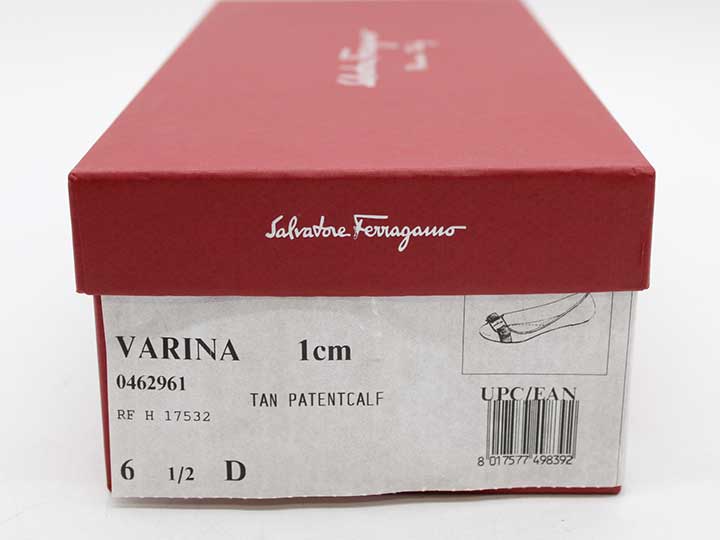 Salvatore Ferragamo
Salvatore Ferragamo
VARINA 1cm
0462961
TAN PATENTCALF
RF H 17532
6 1/2 D
UPC/EAN
8 017577 498392